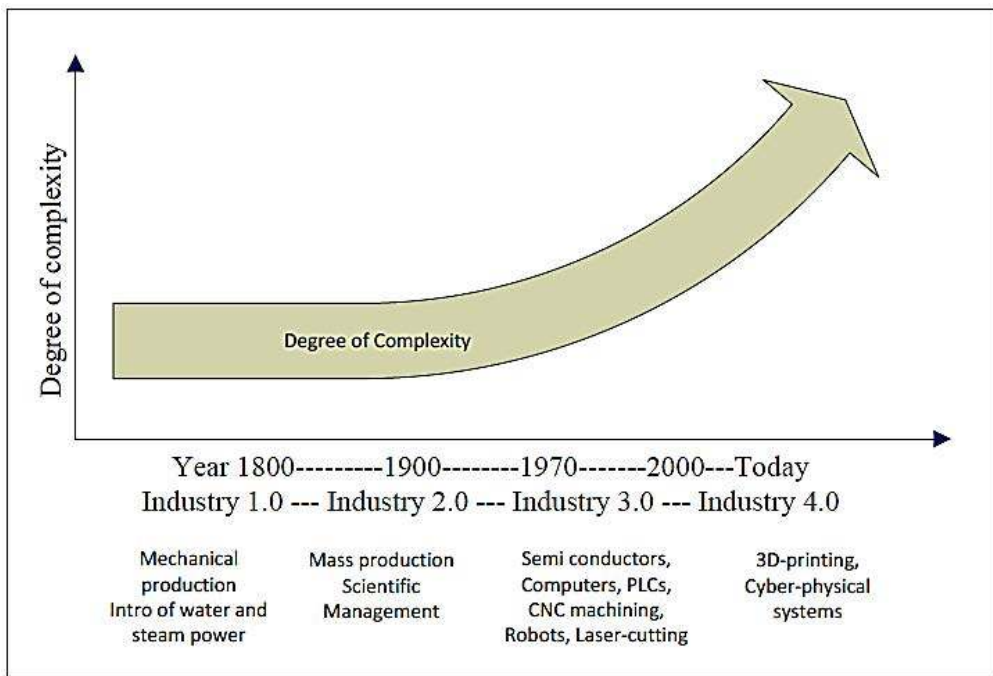 Degree of complexity
Degree of Complexity
Year 1800---------1900--------1970-------2000---Today
Industry 1.0 --- Industry 2.0 --- Industry 3.0 --- Industry 4.0
Mechanical
production
Intro of water and
steam power
Mass production
Scientific
Management
Semi conductors,
Computers, PLCs,
CNC machining,
Robots, Laser-cutting
3D-printing,
Cyber-physical
systems